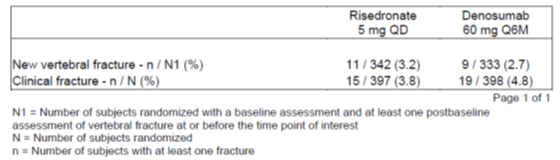 Risedronate Denosumab
5 mg QD 60 mg Q6M
New vertebral fracture - n / N1 (%) 11 / 342 (3.2) 9 / 333 (2.7)
Clinical fracture - n / N (%) 15 / 397 (3.8) 19 / 398 (4.8)
Page 1 of 1
N1 = Number of subjects randomized with a baseline assessment and at least one postbaseline
assessment of vertebral fracture at or before the time point of interest
N = Number of subjects randomized
n = Number of subjects with at least one fracture